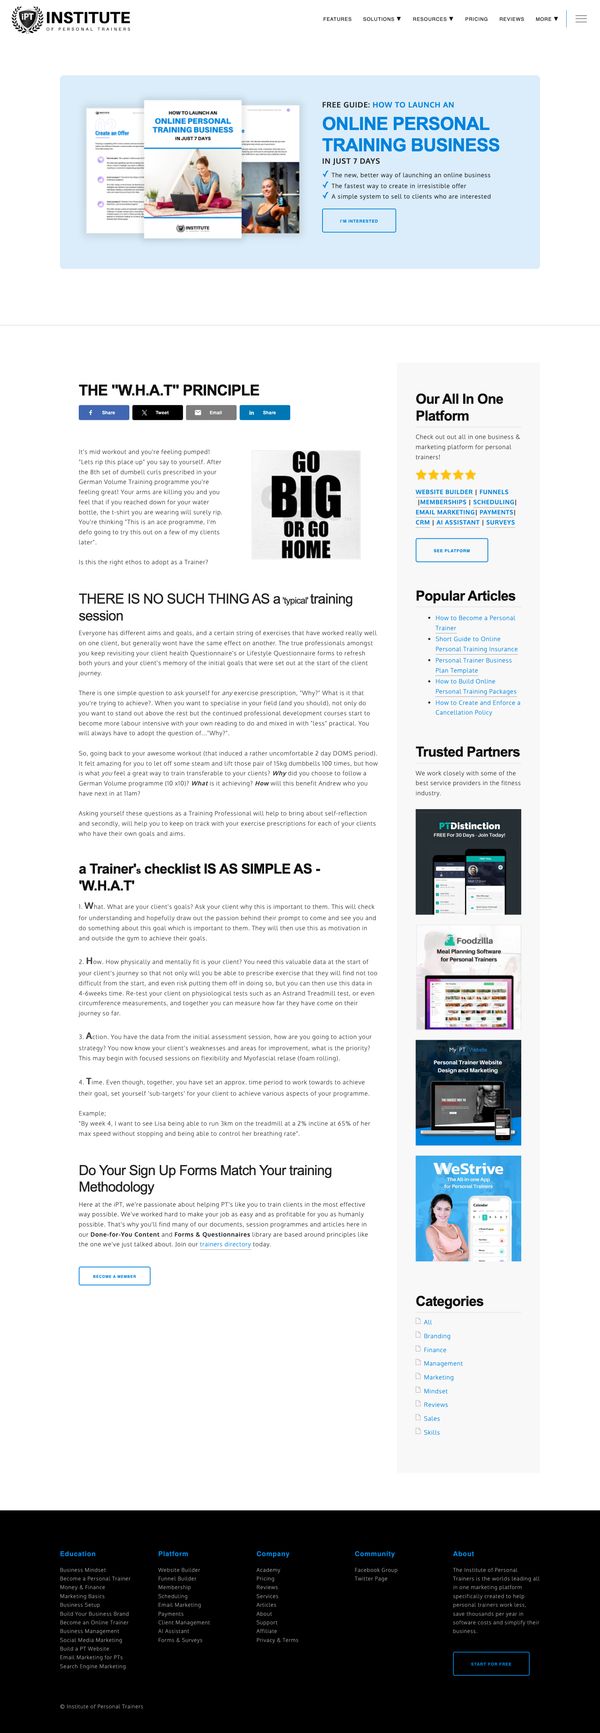 iPT INSTITUTE
OF PERSONAL TRAINERS
FEATURES SOLUTIONS ▼ RESOURCES ▼ PRICING REVIEWS MORE ▼
INSTITUTE
Create an Offer
HOW TO LAUNCH AN
ONLINE PERSONAL
TRAINING BUSINESS
IN JUST 7 DAYS
INSTITUTE
FREE GUIDE: HOW TO LAUNCH AN
ONLINE PERSONAL
TRAINING BUSINESS
IN JUST 7 DAYS
✓ The new, better way of launching an online business
✓ The fastest way to create in irresistible offer
✓ A simple system to sell to clients who are interested
I'M INTERESTED
THE "W.H.A.T" PRINCIPLE
Share Tweet Email Share
It's mid workout and you're feeling pumped!
"Lets rip this place up" you say to yourself. After
the 8th set of dumbell curls prescribed in your
German Volume Training programme you're
feeling great! Your arms are killing you and you
feel that if you reached down for your water
bottle, the t-shirt you are wearing will surely rip.
You're thinking "This is an ace programme, I'm
defo going to try this out on a few of my clients
later".
GO
BIG
OR GO
HOME
Is this the right ethos to adopt as a Trainer?
THERE IS NO SUCH THING AS a 'typical' training
session
Everyone has different aims and goals, and a certain string of exercises that have worked really well
on one client, but generally wont have the same effect on another. The true professionals amongst
you keep revisiting your client health Questionnaire's or Lifestyle Questionnaire forms to refresh
both yours and your client's memory of the initial goals that were set out at the start of the client
journey.
There is one simple question to ask yourself for any exercise prescription, "Why?" What is it that
you're trying to achieve?. When you want to specialise in your field (and you should), not only do
you want to stand out above the rest but the continued professional development courses start to
become more labour intensive with your own reading to do and mixed in with "less" practical. You
will always have to adopt the question of..."Why?".
So, going back to your awesome workout (that induced a rather uncomfortable 2 day DOMS period).
It felt amazing for you to let off some steam and lift those pair of 15kg dumbbells 100 times, but how
is what you feel a great way to train transferable to your clients? Why did you choose to follow a
German Volume programme (10 x10)? What is it achieving? How will this benefit Andrew who you
have next in at 11am?
Asking yourself these questions as a Training Professional will help to bring about self-reflection
and secondly, will help you to keep on track with your exercise prescriptions for each of your clients
who have their own goals and aims.
a Trainer's checklist IS AS SIMPLE AS -
'W.H.A.T'
1. What. What are your client's goals? Ask your client why this is important to them. This will check
for understanding and hopefully draw out the passion behind their prompt to come and see you and
do something about this goal which is important to them. They will then use this as motivation in
and outside the gym to achieve their goals.
2. How. How physically and mentally fit is your client? You need this valuable data at the start of
your client's journey so that not only will you be able to prescribe exercise that they will find not too
difficult from the start, and even risk putting them off in doing so, but you can then use this data in
4-6weeks time. Re-test your client on physiological tests such as an Astrand Treadmill test, or even
circumference measurements, and together you can measure how far they have come on their
journey so far.
3. Action. You have the data from the initial assessment session, how are you going to action your
strategy? You now know your client's weaknesses and areas for improvement, what is the priority?
This may begin with focused sessions on flexibility and Myofascial relase (foam rolling).
4. Time. Even though, together, you have set an approx. time period to work towards to achieve
their goal, set yourself 'sub-targets' for your client to achieve various aspects of your programme.
Example;
"By week 4, I want to see Lisa being able to run 3km on the treadmill at a 2% incline at 65% of her
max speed without stopping and being able to control her breathing rate".
Do Your Sign Up Forms Match Your training
Methodology
Here at the iPT, we're passionate about helping PT's like you to train clients in the most effective
way possible. We've worked hard to make your job as easy and as profitable for you as humanly
possible. That's why you'll find many of our documents, session programmes and articles here in
our Done-for-You Content and Forms & Questionnaires library are based around principles like
the one we've just talked about. Join our trainers directory today.
BECOME A MEMBER
Our All In One
Platform
Check out out all in one business &
marketing platform for personal
trainers!
WEBSITE BUILDER | FUNNELS
|MEMBERSHIPS | SCHEDULING|
EMAIL MARKETING| PAYMENTS|
CRM | AI ASSISTANT | SURVEYS
SEE PLATFORM
Popular Articles
How to Become a Personal
Trainer
Short Guide to Online
Personal Training Insurance
Personal Trainer Business
Plan Template
How to Build Online
Personal Training Packages
How to Create and Enforce a
Cancellation Policy
Trusted Partners
We work closely with some of the
best service providers in the fitness
industry.
PTDistinction
FREE For 30 Days - Join Today!
Foodzilla
Meal Planning Software
for Personal Trainers
My PT Website
Personal Trainer Website
Design and Marketing
WeStrive
The All-in-one App
for Personal Trainers
Calendar
Categories
All
Branding
Finance
Management
Marketing
Mindset
Reviews
Sales
Skills
Education
Business Mindset
Become a Personal Trainer
Money & Finance
Marketing Basics
Business Setup
Build Your Business Brand
Become an Online Trainer
Business Management
Social Media Marketing
Build a PT Website
Email Marketing for PTs
Search Engine Marketing
Platform
Website Builder
Funnel Builder
Membership
Scheduling
Email Marketing
Payments
Client Management
AI Assistant
Forms & Surveys
Company
Academy
Pricing
Reviews
Services
Articles
About
Support
Affiliate
Privacy & Terms
Community
Facebook Group
Twitter Page
About
The Institute of Personal
Trainers is the worlds leading all
in one marketing platform
specifically created to help
personal trainers work less,
save thousands per year in
software costs and simplify their
business.
START FOR FREE
© Institute of Personal Trainers